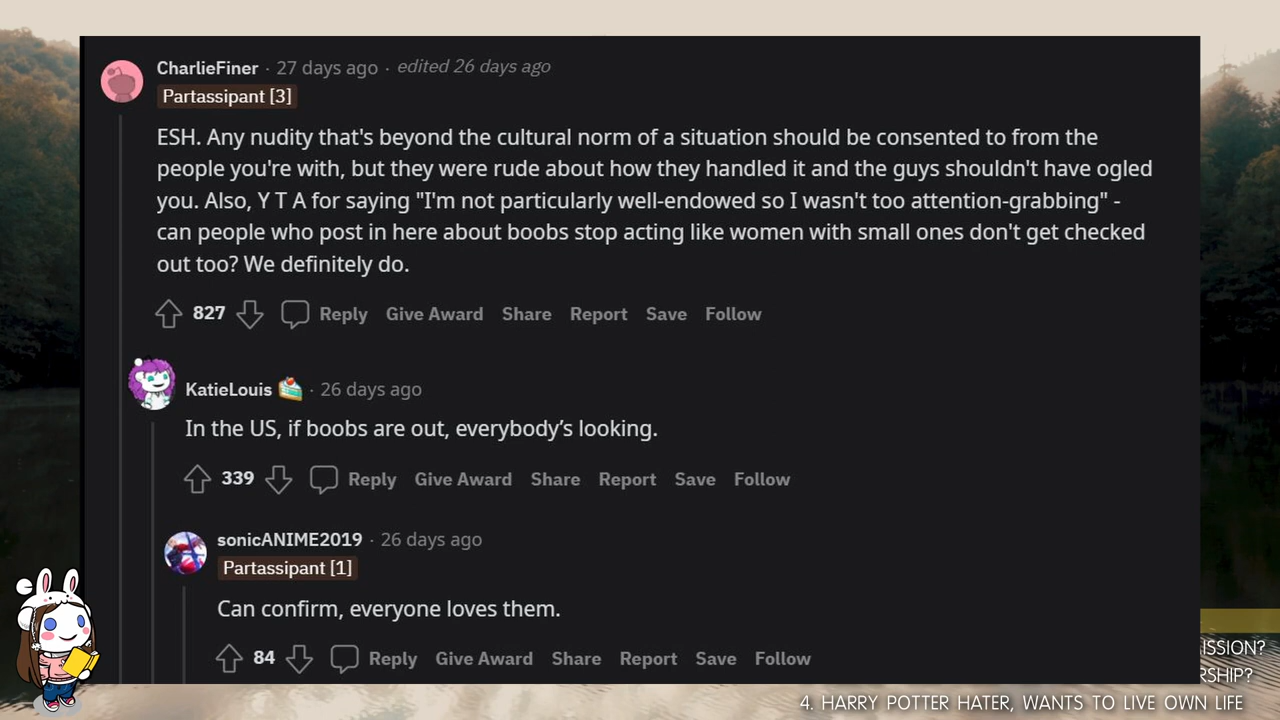 CharlieFiner · 27 days ago · edited 26 days ago
Partassipant [3]
ESH. Any nudity that's beyond the cultural norm of a situation should be consented to from the
people you're with, but they were rude about how they handled it and the guys shouldn't have ogled
you. Also, Y T A for saying "I'm not particularly well-endowed so I wasn't too attention-grabbing" -
can people who post in here about boobs stop acting like women with small ones don't get checked
out too? We definitely do.
827 Reply Give Award Share Report Save Follow
KatieLouis · 26 days ago
In the US, if boobs are out, everybody’s looking.
339 Reply Give Award Share Report Save Follow
sonicANIME2019 · 26 days ago
Partassipant [1]
Can confirm, everyone loves them.
84 Reply Give Award Share Report Save Follow
4. HARRY POTTER HATER, WANTS TO LIVE OWN LIFE